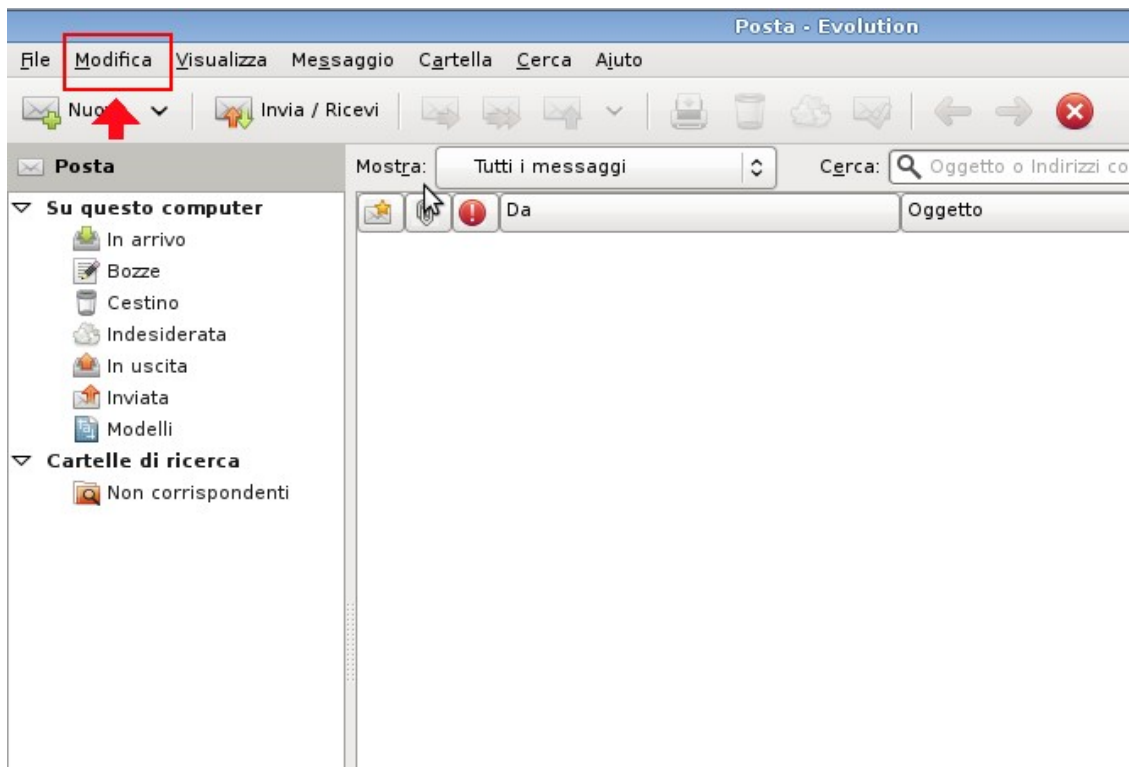 Posta - Evolution
File Modifica Visualizza Messaggio Cartella Cerca Aiuto
Invia / Ricevi
Posta
Mostra: Tutti i messaggi Cerca: Oggetto o Indirizzi
Da Oggetto
Su questo computer
In arrivo
Bozze
Cestino
Indesiderata
In uscita
Inviata
Modelli
Cartelle di ricerca
Non corrispondenti